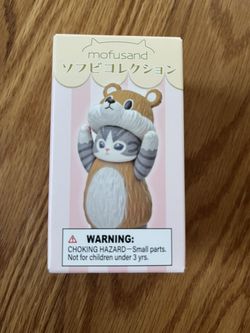 mofusand
ソフビコレクション
WARNING:
CHOKING HAZARD—Small parts.
Not for children under 3 yrs.